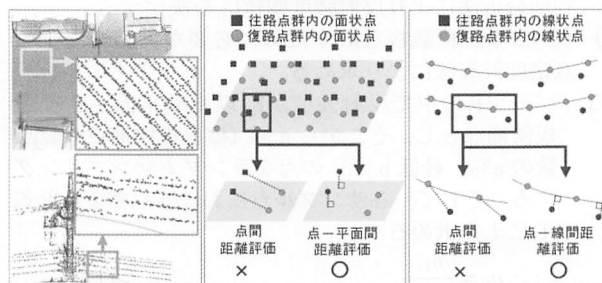 ■ 往路点群内の面状点
● 復路点群内の面状点
点間
距離評価
×
点ー平面間
距離評価
○
● 往路点群内の線状点
● 復路点群内の線状点
点間
距離評価
×
点ー線間距
離評価
○